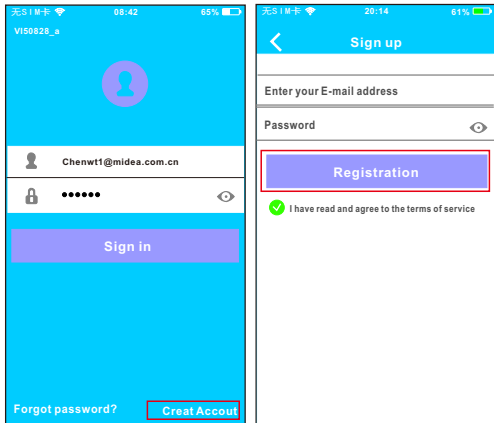 无SIM卡 08:42 65%
VI50828_a
Chenwt1@midea.com.cn
••••••
Sign in
Forgot password? Creat Accout
无SIM卡 20:14 61%
Sign up
Enter your E-mail address
Password
Registration
I have read and agree to the terms of service